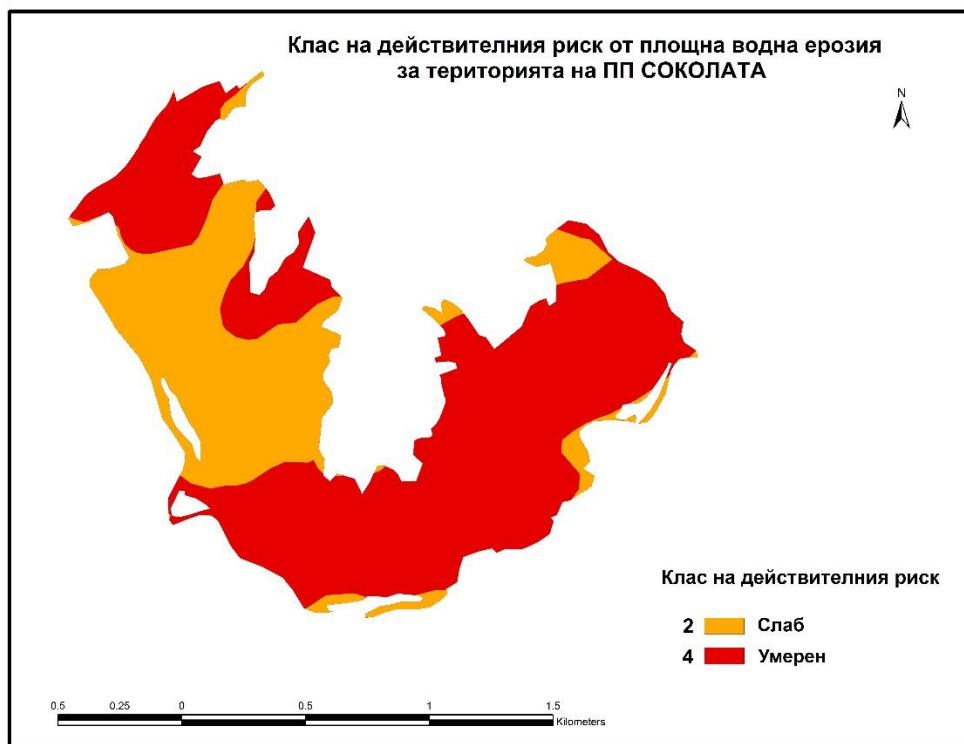 Клас на действителния риск от площна водна ерозия
за територията на ПП СОКОЛАТА
N
Клас на действителния риск
2 Слаб
4 Умерен
0.5 0.25 0 0.5 1 1.5
Kilometers